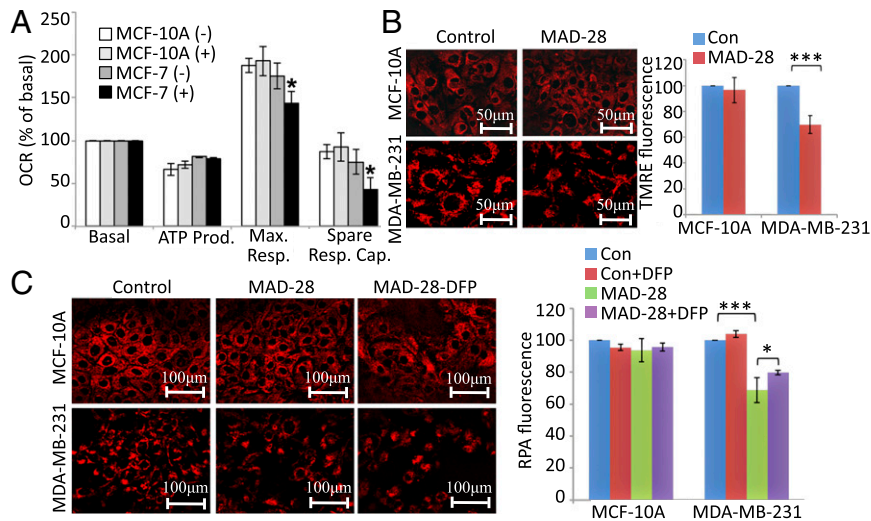 A
250
200
150
100
50
0
OCR (% of basal)
MCF-10A (-)
MCF-10A (+)
MCF-7 (-)
MCF-7 (+)
*
*
Basal
ATP Prod.
Max.
Resp.
Spare
Resp. Cap.
B
Control
MAD-28
MCF-10A
MDA-MB-231
50μm
50μm
50μm
50μm
Con
MAD-28
***
TMRE fluorescence
120
100
80
60
40
20
0
MCF-10A
MDA-MB-231
C
Control
MAD-28
MAD-28-DFP
MCF-10A
MDA-MB-231
100μm
100μm
100μm
100μm
100μm
100μm
Con
Con+DFP
MAD-28
MAD-28+DFP
***
*
RPA fluorescence
120
100
80
60
40
20
0
MCF-10A
MDA-MB-231